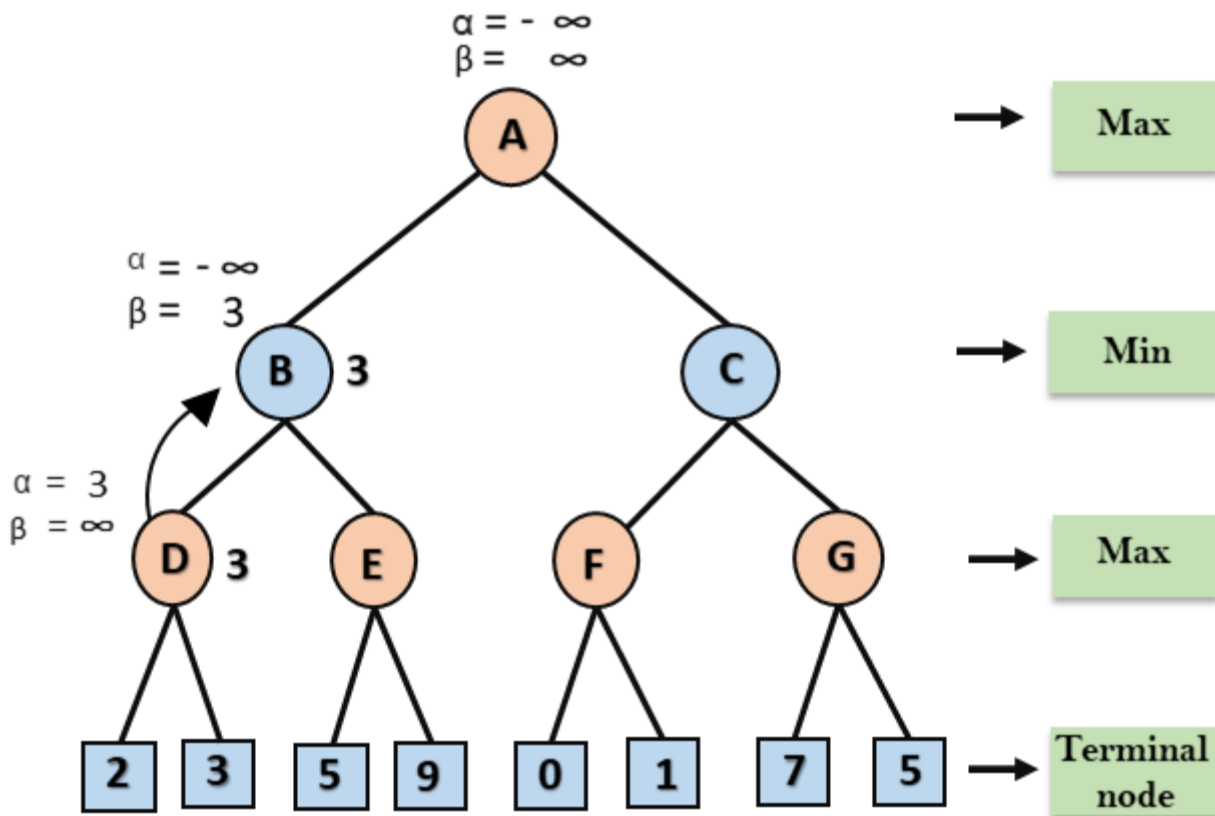 α = - ∞
β = ∞
A
Max
α = - ∞
β = 3
B 3
C
Min
α = 3
β = ∞
D 3
E
F
G
Max
2 3 5 9 0 1 7 5
Terminal
node